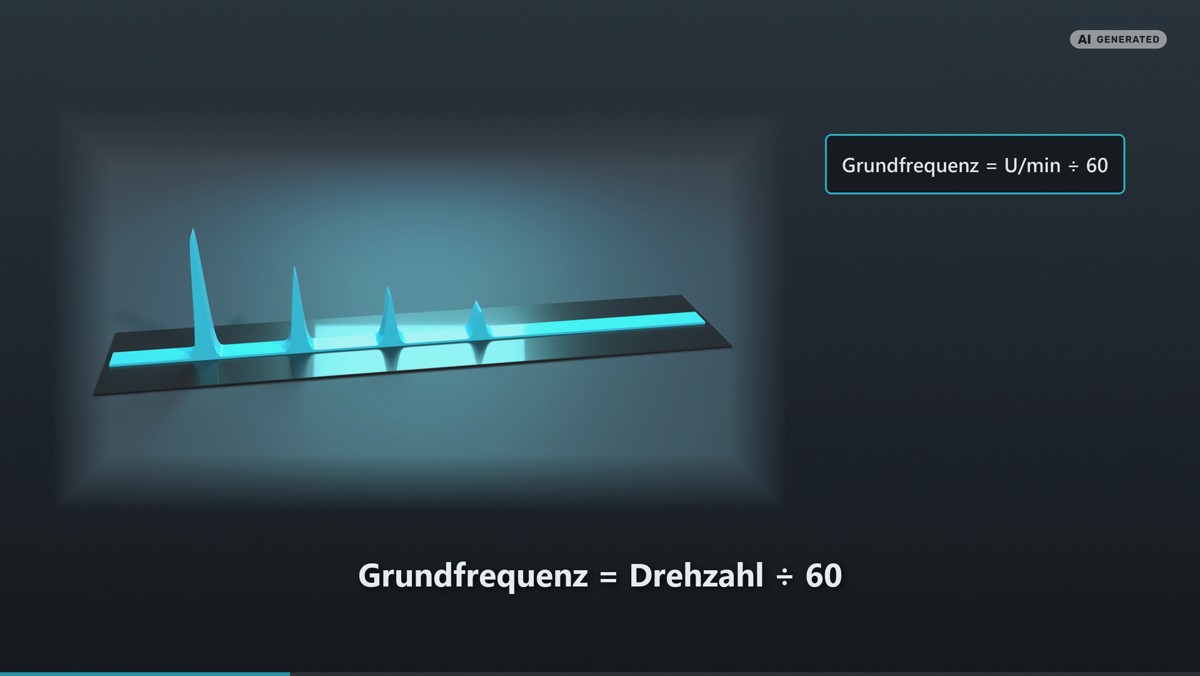 AI GENERATED
Grundfrequenz = U/min ÷ 60
Grundfrequenz = Drehzahl ÷ 60